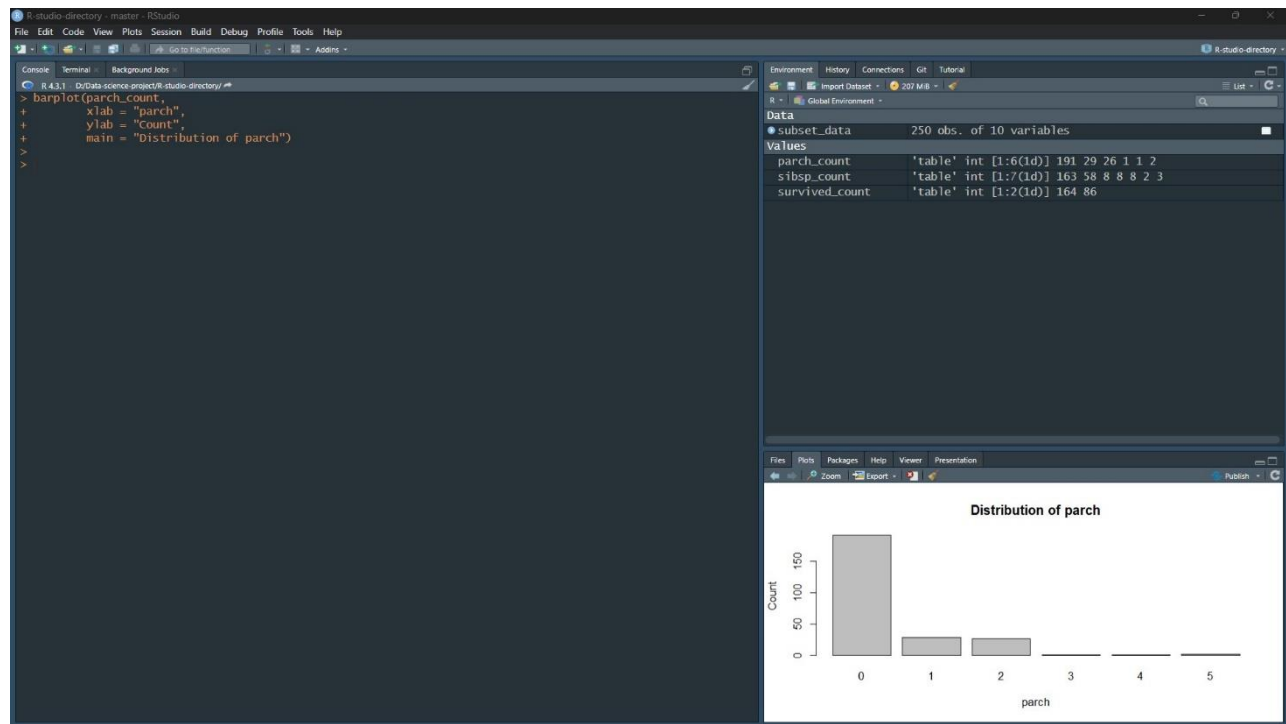 R-studio-directory - master - RStudio
File Edit Code View Plots Session Build Debug Profile Tools Help
Go to file/function Addins
R-studio-directory
Console Terminal Background Jobs
R 4.3.1 · D:/Data-science-project/R-studio-directory/
> barplot(parch_count,
+ xlab = "parch",
+ ylab = "Count",
+ main = "Distribution of parch")
>
>
Environment History Connections Git Tutorial
Import Dataset 207 MiB List
R Global Environment
Data
subset_data 250 obs. of 10 variables
Values
parch_count 'table' int [1:6(1d)] 191 29 26 1 1 2
sibsp_count 'table' int [1:7(1d)] 163 58 8 8 8 2 3
survived_count 'table' int [1:2(1d)] 164 86
Files Plots Packages Help Viewer Presentation
Zoom Export Publish
Distribution of parch
Count
150
100
50
0
0 1 2 3 4 5
parch